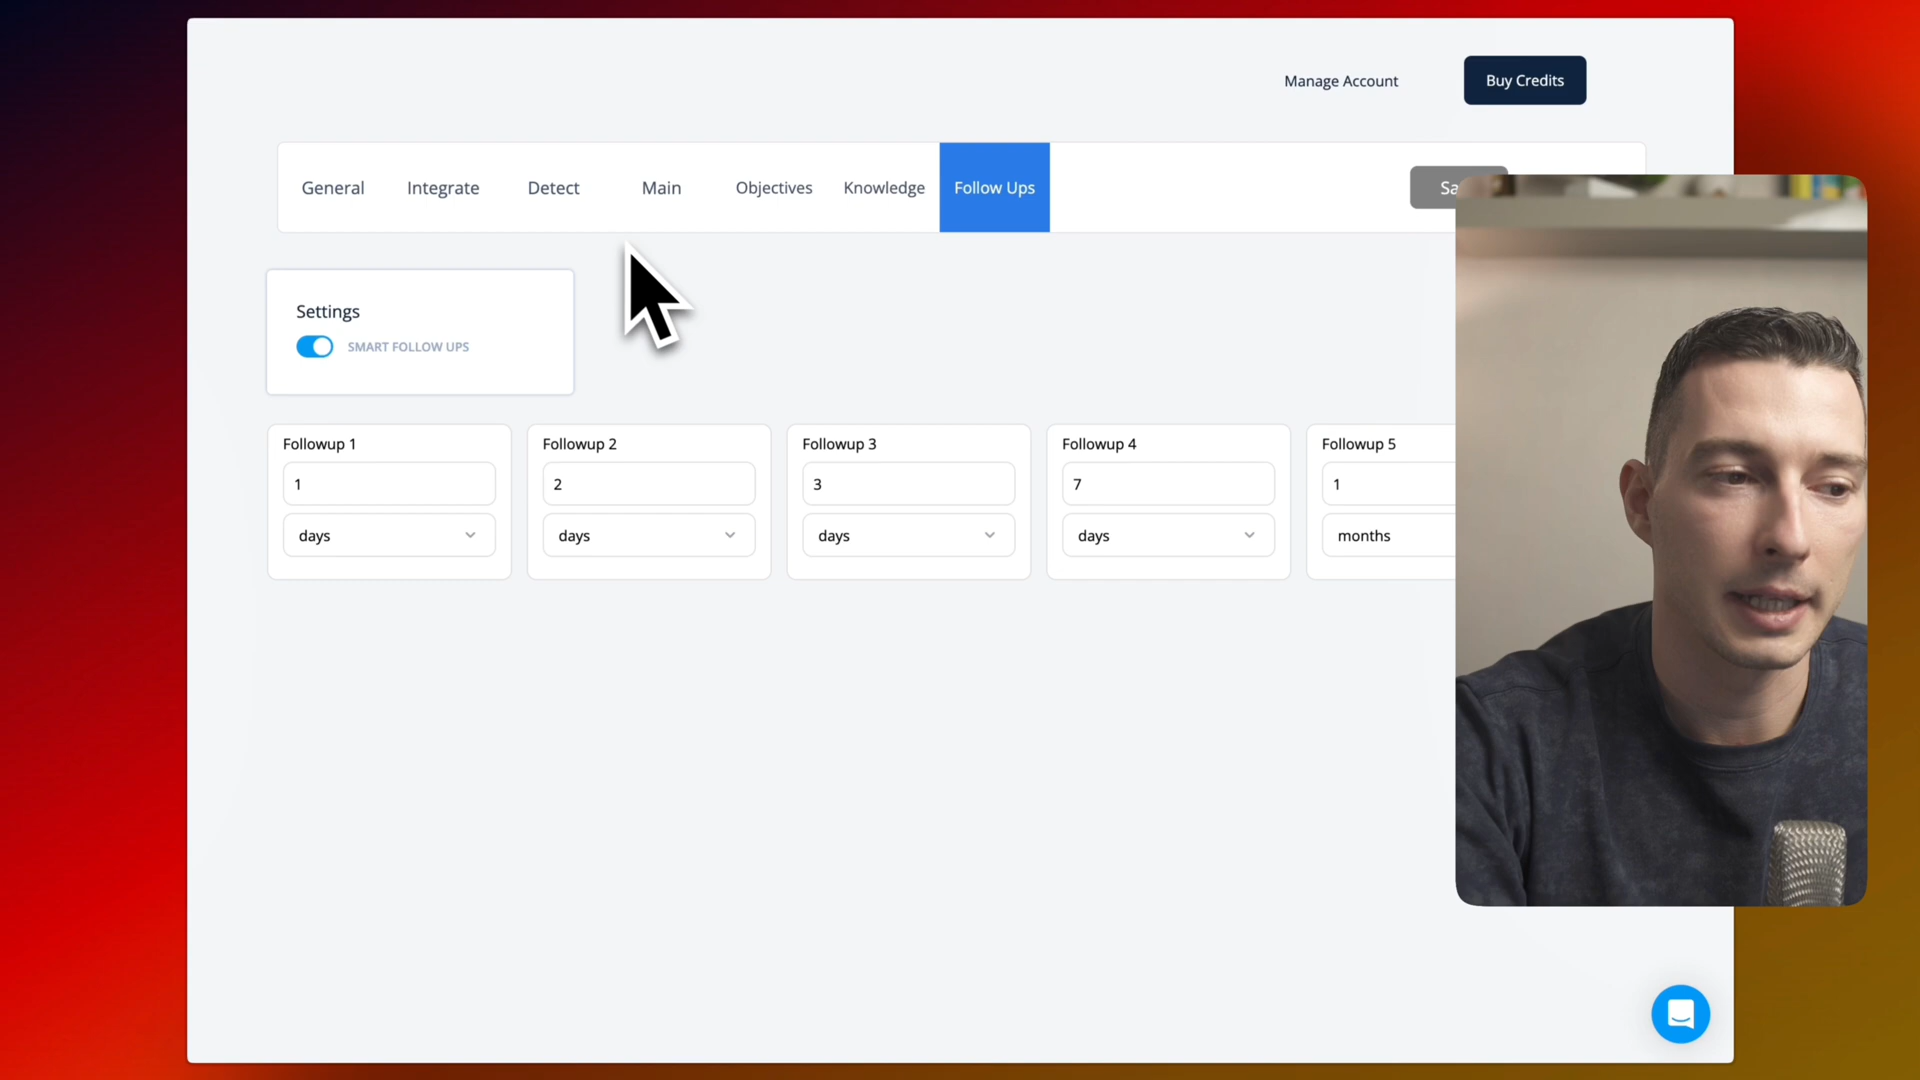 Manage Account
Buy Credits
General
Integrate
Detect
Main
Objectives
Knowledge
Follow Ups
Settings
SMART FOLLOW UPS
Followup 1
1
days
Followup 2
2
days
Followup 3
3
days
Followup 4
7
days
Followup 5
1
months